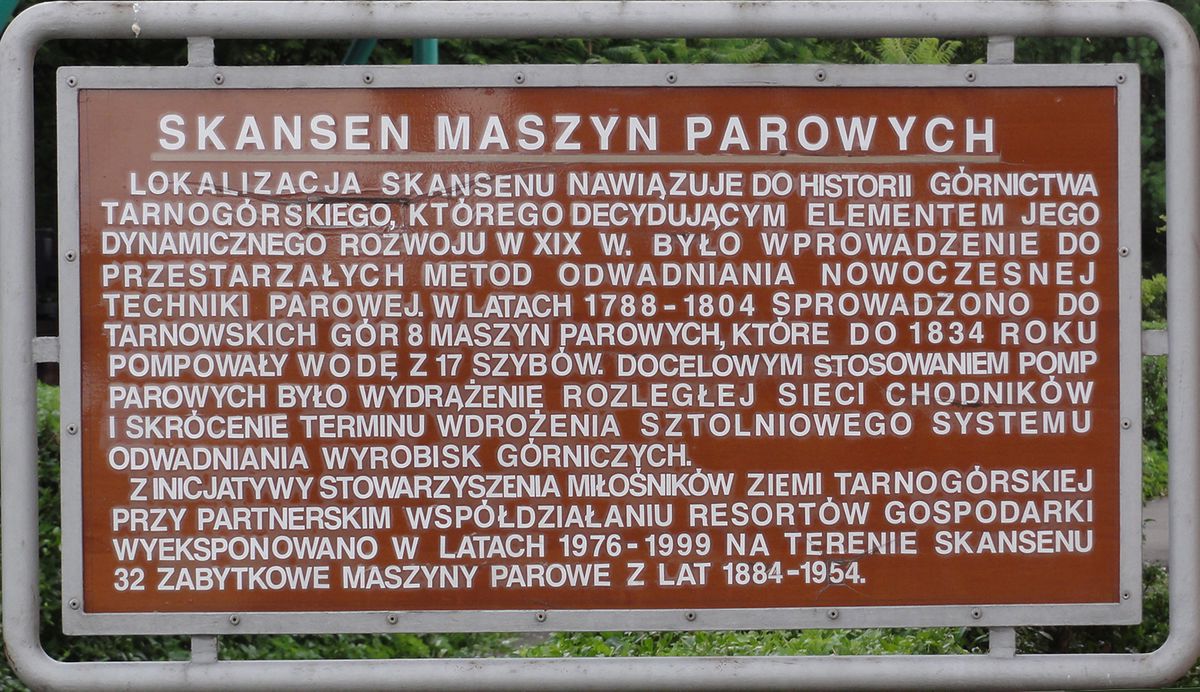 SKANSEN MASZYN PAROWYCH
LOKALIZACJA SKANSENU NAWIĄZUJE DO HISTORII GÓRNICTWA
TARNOGÓRSKIEGO, KTÓREGO DECYDUJĄCYM ELEMENTEM JEGO
DYNAMICZNEGO ROZWOJU W XIX W. BYŁO WPROWADZENIE DO
PRZESTARZAŁYCH METOD ODWADNIANIA NOWOCZESNEJ
TECHNIKI PAROWEJ. W LATACH 1788-1804 SPROWADZONO DO
TARNOWSKICH GÓR 8 MASZYN PAROWYCH, KTÓRE DO 1834 ROKU
POMPOWAŁY WODĘ Z 17 SZYBÓW. DOCELOWYM STOSOWANIEM POMP
PAROWYCH BYŁO WYDRĄŻENIE ROZLEGŁEJ SIECI CHODNIKÓW
I SKRÓCENIE TERMINU WDROŻENIA SZTOLNIOWEGO SYSTEMU
ODWADNIANIA WYROBISK GÓRNICZYCH.
Z INICJATYWY STOWARZYSZENIA MIŁOŚNIKÓW ZIEMI TARNOGÓRSKIEJ
PRZY PARTNERSKIM WSPÓŁDZIAŁANIU RESORTÓW GOSPODARKI
WYEKSPONOWANO W LATACH 1976-1999 NA TERENIE SKANSENU
32 ZABYTKOWE MASZYNY PAROWE Z LAT 1884-1954.